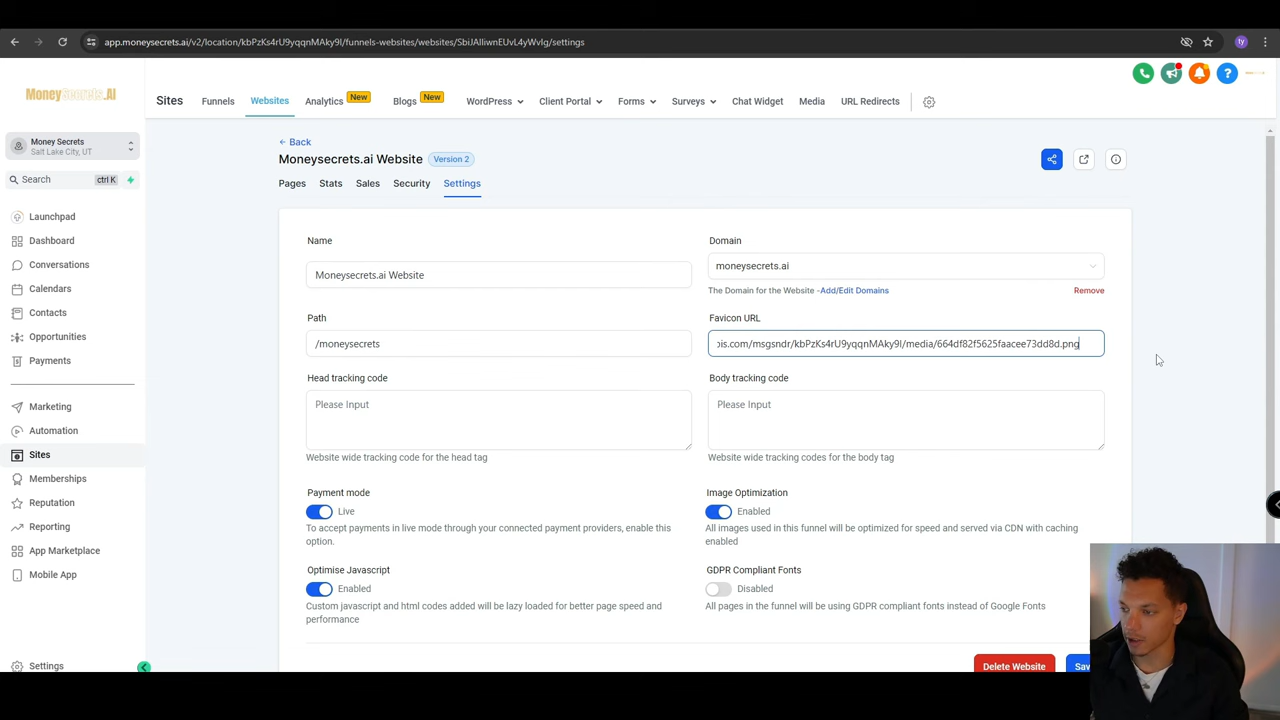 app.moneysecrets.ai/v2/location/kbPzKs4rU9yqqnMAky9l/funnels-websites/websites/SbiJAlliwnEUvL4yWvIg/settings
ty
MoneySecrets.AI
Sites
Funnels
Websites
Analytics
New
Blogs
New
WordPress
Client Portal
Forms
Surveys
Chat Widget
Media
URL Redirects
Money Secrets
Salt Lake City, UT
Search
ctrl K
Launchpad
Dashboard
Conversations
Calendars
Contacts
Opportunities
Payments
Marketing
Automation
Sites
Memberships
Reputation
Reporting
App Marketplace
Mobile App
Settings
← Back
Moneysecrets.ai Website
Version 2
Pages
Stats
Sales
Security
Settings
Name
Moneysecrets.ai Website
Domain
moneysecrets.ai
The Domain for the Website -Add/Edit Domains
Remove
Path
/moneysecrets
Favicon URL
is.com/msgsndr/kbPzKs4rU9yqqnMAky9l/media/664df82f5625faacee73dd8d.png
Head tracking code
Please Input
Website wide tracking code for the head tag
Body tracking code
Please Input
Website wide tracking codes for the body tag
Payment mode
Live
To accept payments in live mode through your connected payment providers, enable this
option.
Image Optimization
Enabled
All images used in this funnel will be optimized for speed and served via CDN with caching
enabled
Optimise Javascript
Enabled
Custom javascript and html codes added will be lazy loaded for better page speed and
performance
GDPR Compliant Fonts
Disabled
All pages in the funnel will be using GDPR compliant fonts instead of Google Fonts
Delete Website
Sav